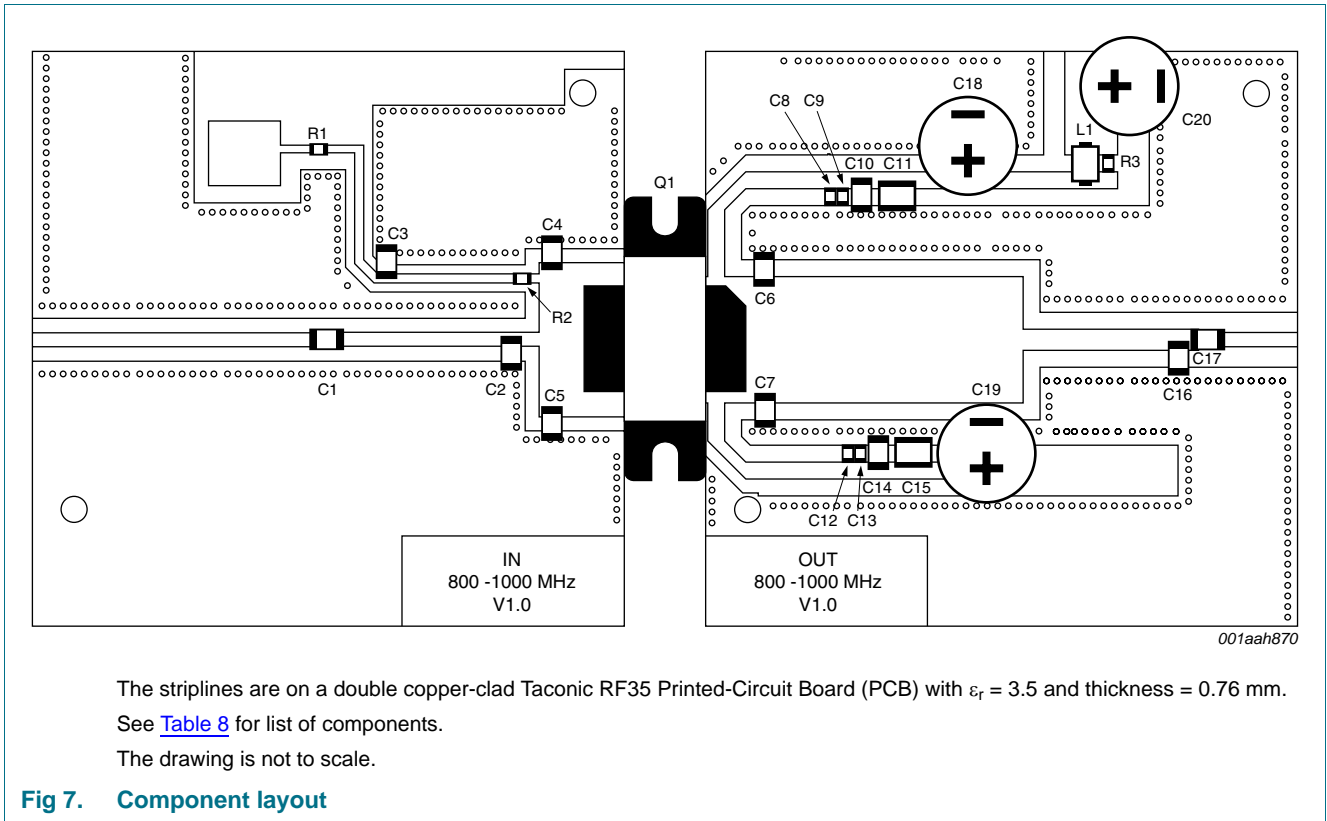 C18
C8 C9
C20
L1
R1
C10 C11
R3
Q1
C4
C3
C6
R2
C17
C1
C2
C16
C7
C19
C5
C14 C15
C12 C13
IN
800 -1000 MHz
V1.0
OUT
800 -1000 MHz
V1.0
001aah870
The striplines are on a double copper-clad Taconic RF35 Printed-Circuit Board (PCB) with εr = 3.5 and thickness = 0.76 mm.
See Table 8 for list of components.
The drawing is not to scale.
Fig 7. Component layout